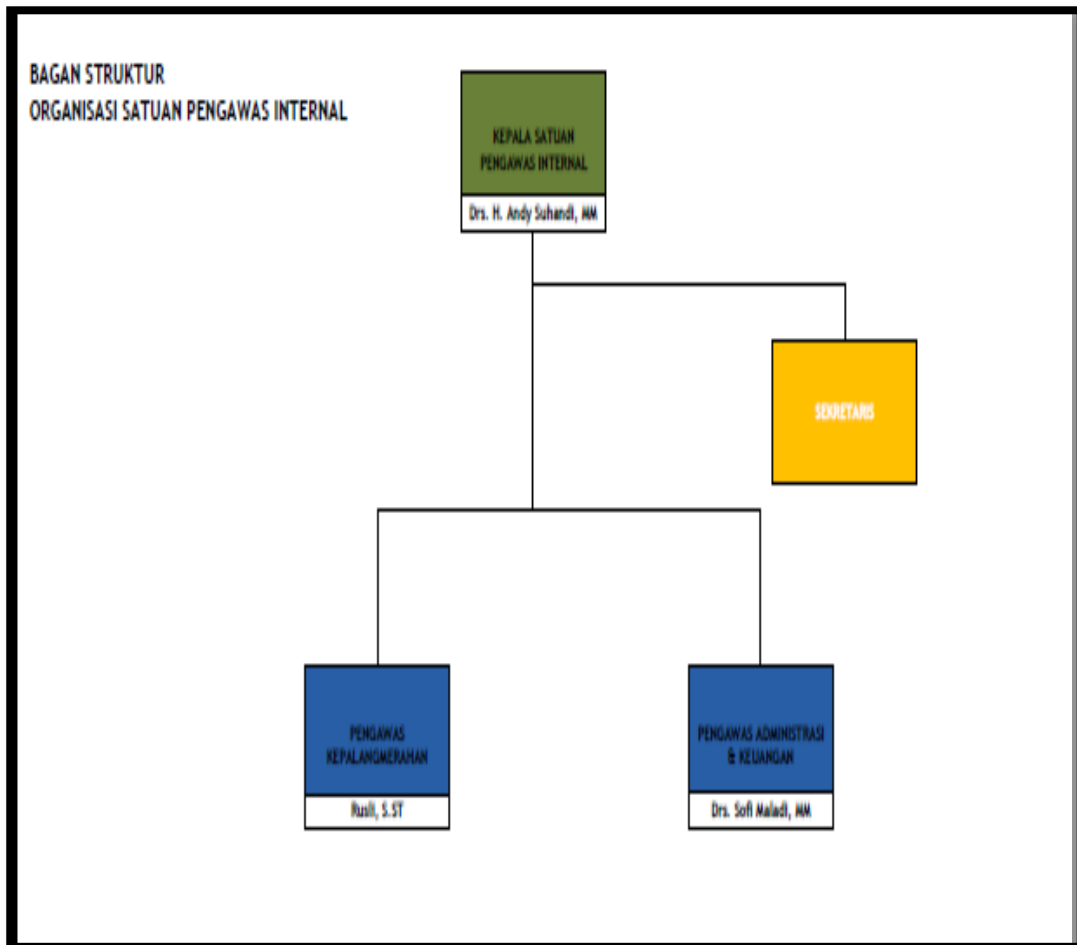 BAGAN STRUKTUR
ORGANISASI SATUAN PENGAWAS INTERNAL
KEPALA SATUAN
PENGAWAS INTERNAL
Drs. H. Andy Suhandi, MM
SEKRETARIS
PENGAWAS
KEPALANGMERAHAN
Rusli, S.ST
PENGAWAS ADMINISTRASI
& KEUANGAN
Drs. Sofi Maladi, MM